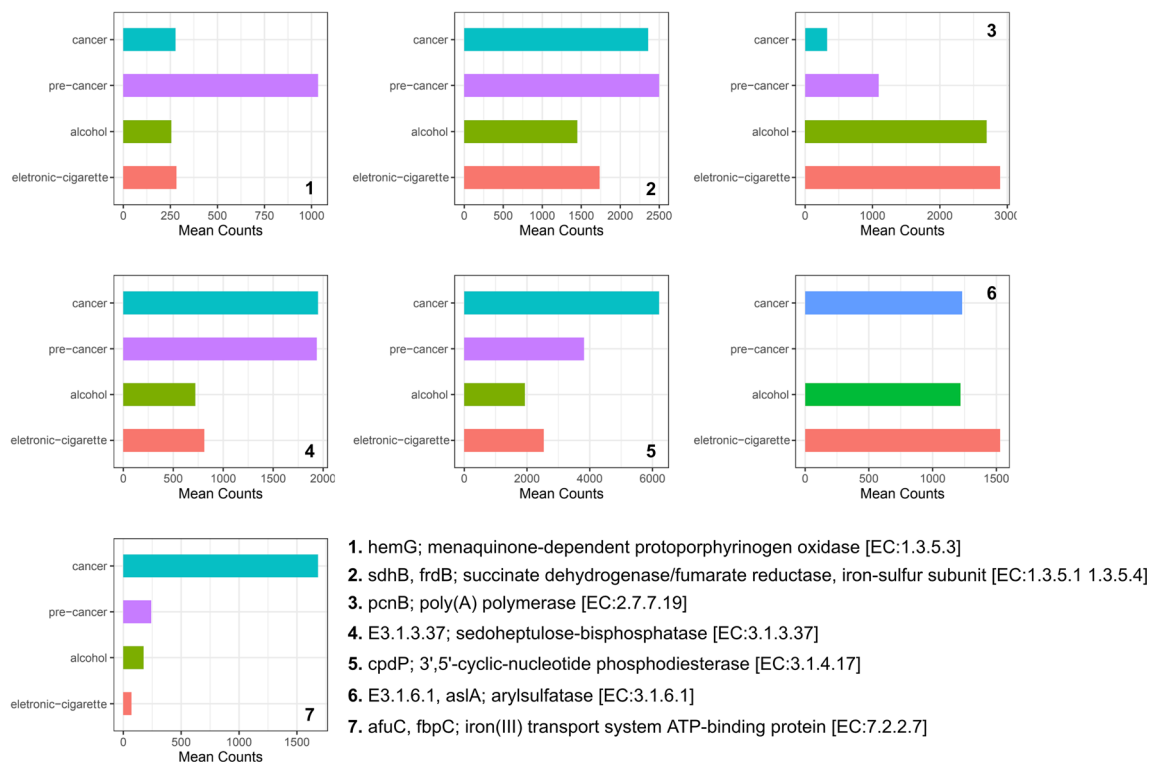 cancer
pre−cancer
alcohol
eletronic−cigarette
1
0 250 500 750 1000
Mean Counts
cancer
pre−cancer
alcohol
eletronic−cigarette
2
0 500 1000 1500 2000 2500
Mean Counts
3
cancer
pre−cancer
alcohol
eletronic−cigarette
0 1000 2000 3000
Mean Counts
cancer
pre−cancer
alcohol
eletronic−cigarette
4
0 500 1000 1500 2000
Mean Counts
cancer
pre−cancer
alcohol
eletronic−cigarette
5
0 2000 4000 6000
Mean Counts
6
cancer
pre−cancer
alcohol
eletronic−cigarette
0 500 1000 1500
Mean Counts
cancer
pre−cancer
alcohol
eletronic−cigarette
7
0 500 1000 1500
Mean Counts
1. hemG; menaquinone-dependent protoporphyrinogen oxidase [EC:1.3.5.3]
2. sdhB, frdB; succinate dehydrogenase/fumarate reductase, iron-sulfur subunit [EC:1.3.5.1 1.3.5.4]
3. pcnB; poly(A) polymerase [EC:2.7.7.19]
4. E3.1.3.37; sedoheptulose-bisphosphatase [EC:3.1.3.37]
5. cpdP; 3',5'-cyclic-nucleotide phosphodiesterase [EC:3.1.4.17]
6. E3.1.6.1, aslA; arylsulfatase [EC:3.1.6.1]
7. afuC, fbpC; iron(III) transport system ATP-binding protein [EC:7.2.2.7]